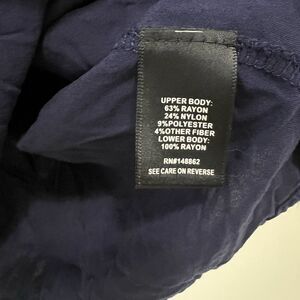 UPPER BODY:
63% RAYON
24% NYLON
9%POLYESTER
4%OTHER FIBER
LOWER BODY:
100% RAYON
RN#148862
SEE CARE ON REVERSE